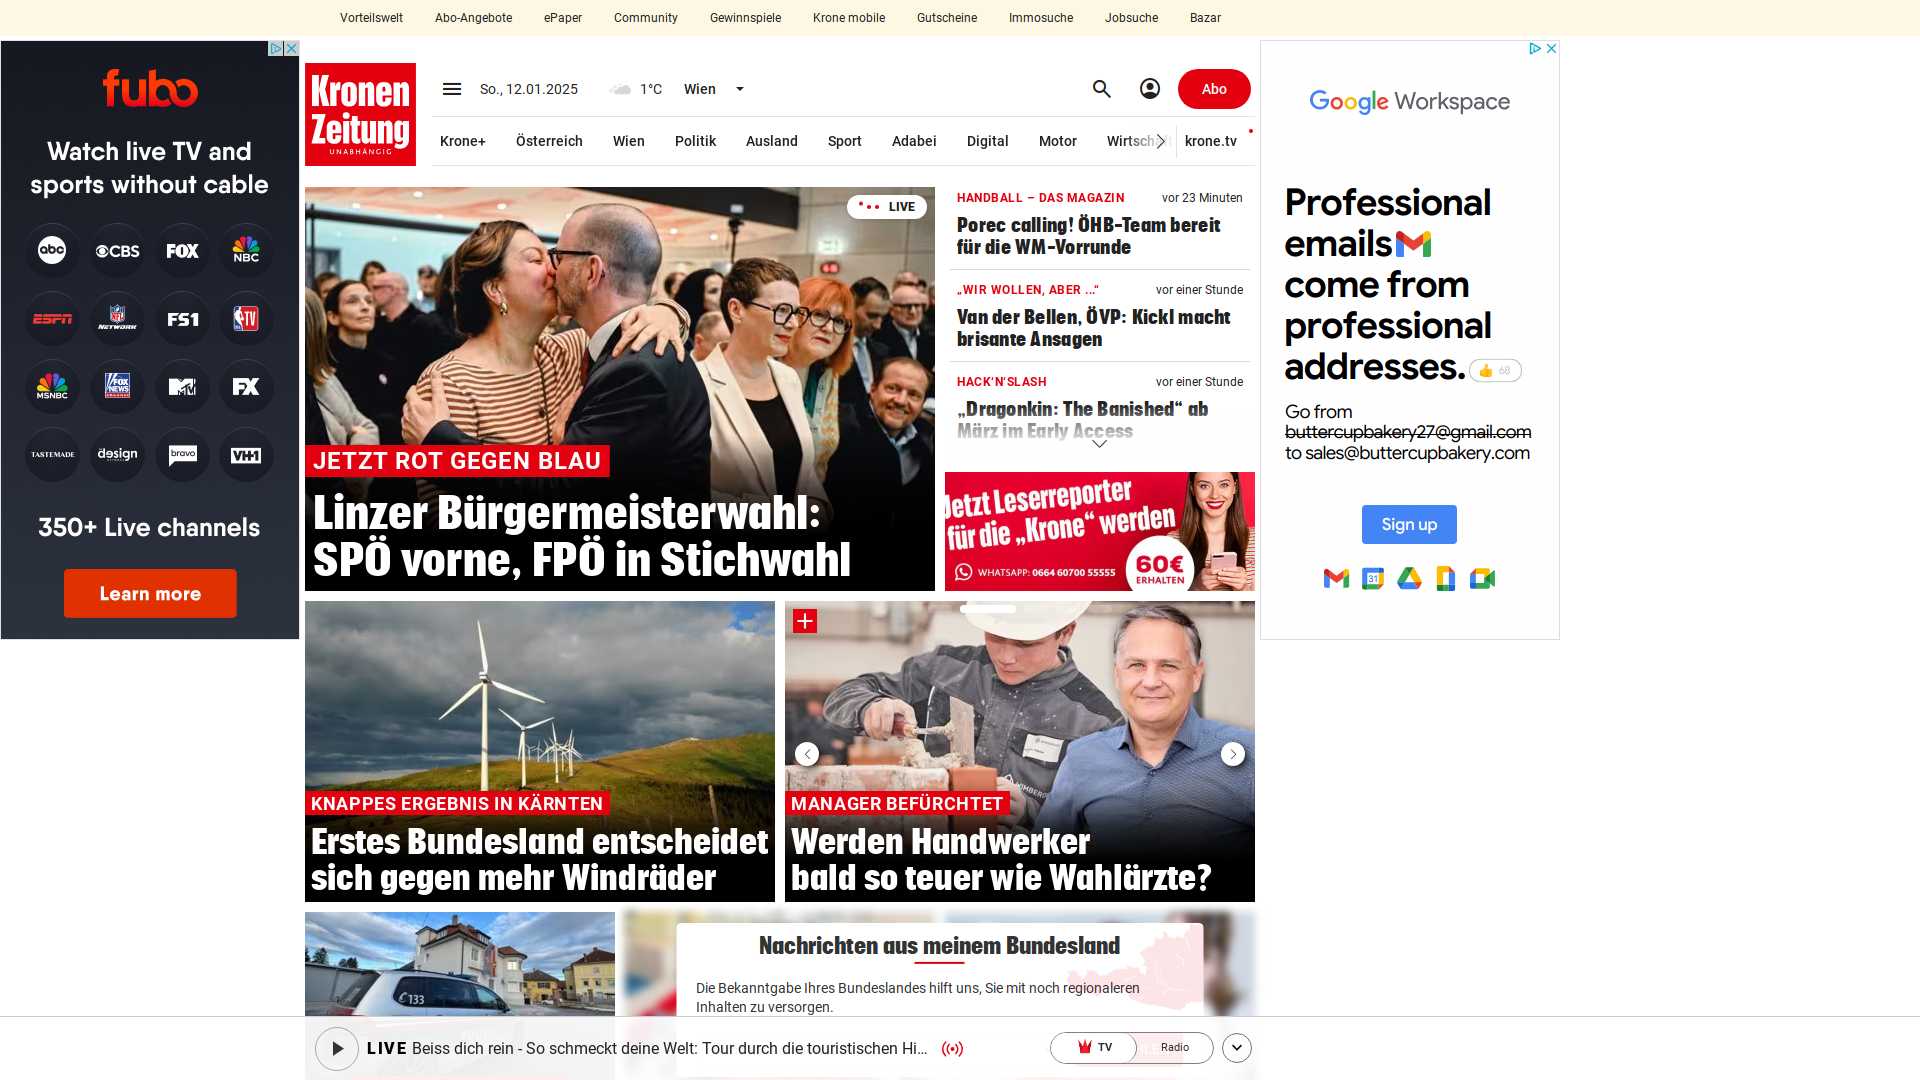 Vorteilswelt
Abo-Angebote
ePaper
Community
Gewinnspiele
Krone mobile
Gutscheine
Immosuche
Jobsuche
Bazar
fubo
Watch live TV and
sports without cable
abc
CBS
FOX
NBC
ESPN
NFL
NETWORK
FS1
NBA TV
MSNBC
FOX
NEWS
MTV
FX
TASTEMADE
design
bravo
VH1
350+ Live channels
Learn more
Kronen
Zeitung
UNABHÄNGIG
So., 12.01.2025
1°C
Wien
Abo
Krone+
Österreich
Wien
Politik
Ausland
Sport
Adabei
Digital
Motor
Wirtschaft
krone.tv
LIVE
JETZT ROT GEGEN BLAU
Linzer Bürgermeisterwahl:
SPÖ vorne, FPÖ in Stichwahl
HANDBALL – DAS MAGAZIN
vor 23 Minuten
Porec calling! ÖHB-Team bereit
für die WM-Vorrunde
„WIR WOLLEN, ABER ...“
vor einer Stunde
Van der Bellen, ÖVP: Kickl macht
brisante Ansagen
HACK’N’SLASH
vor einer Stunde
„Dragonkin: The Banished“ ab
März im Early Access
Jetzt Leserreporter
für die „Krone“ werden
WHATSAPP: 0664 60700 55555
60€
ERHALTEN
KNAPPES ERGEBNIS IN KÄRNTEN
Erstes Bundesland entscheidet
sich gegen mehr Windräder
MANAGER BEFÜRCHTET
Werden Handwerker
bald so teuer wie Wahlärzte?
133
Nachrichten aus meinem Bundesland
Die Bekanntgabe Ihres Bundeslandes hilft uns, Sie mit noch regionaleren
Inhalten zu versorgen.
LIVE Beiss dich rein - So schmeckt deine Welt: Tour durch die touristischen Hi...
TV
Radio
Google Workspace
Professional
emails
come from
professional
addresses.
68
Go from
buttercupbakery27@gmail.com
to sales@buttercupbakery.com
Sign up
31